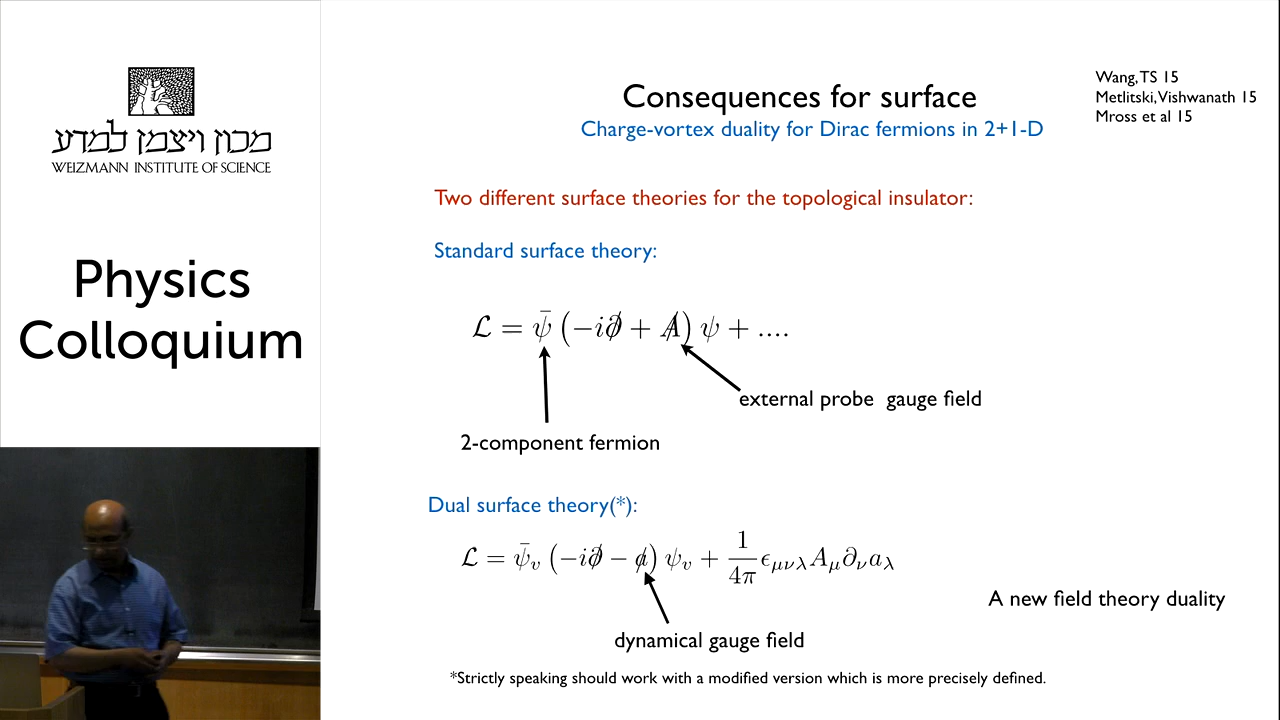 מכון ויצמן למדע
WEIZMANN INSTITUTE OF SCIENCE
Physics
Colloquium
Consequences for surface
Charge-vortex duality for Dirac fermions in 2+1-D
Wang, TS 15
Metlitski, Vishwanath 15
Mross et al 15
Two different surface theories for the topological insulator:
Standard surface theory:
ℒ = ψ̄ (−i∂̸ + A̸) ψ + ....
external probe gauge field
2-component fermion
Dual surface theory(*):
ℒ = ψ̄ᵥ (−i∂̸ − a̸) ψᵥ + 1/4π ϵ_μνλ A_μ ∂_ν a_λ
A new field theory duality
dynamical gauge field
*Strictly speaking should work with a modified version which is more precisely defined.